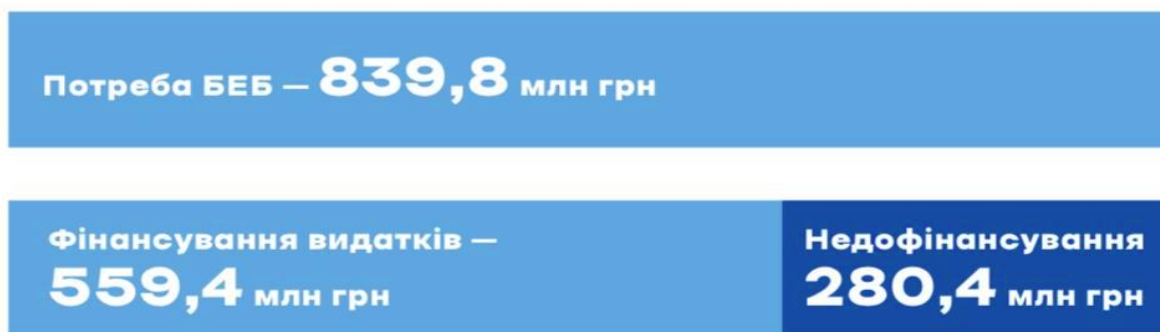 Потреба БЕБ — 839,8 млн грн
Фінансування видатків —
559,4 млн грн
Недофінансування
280,4 млн грн